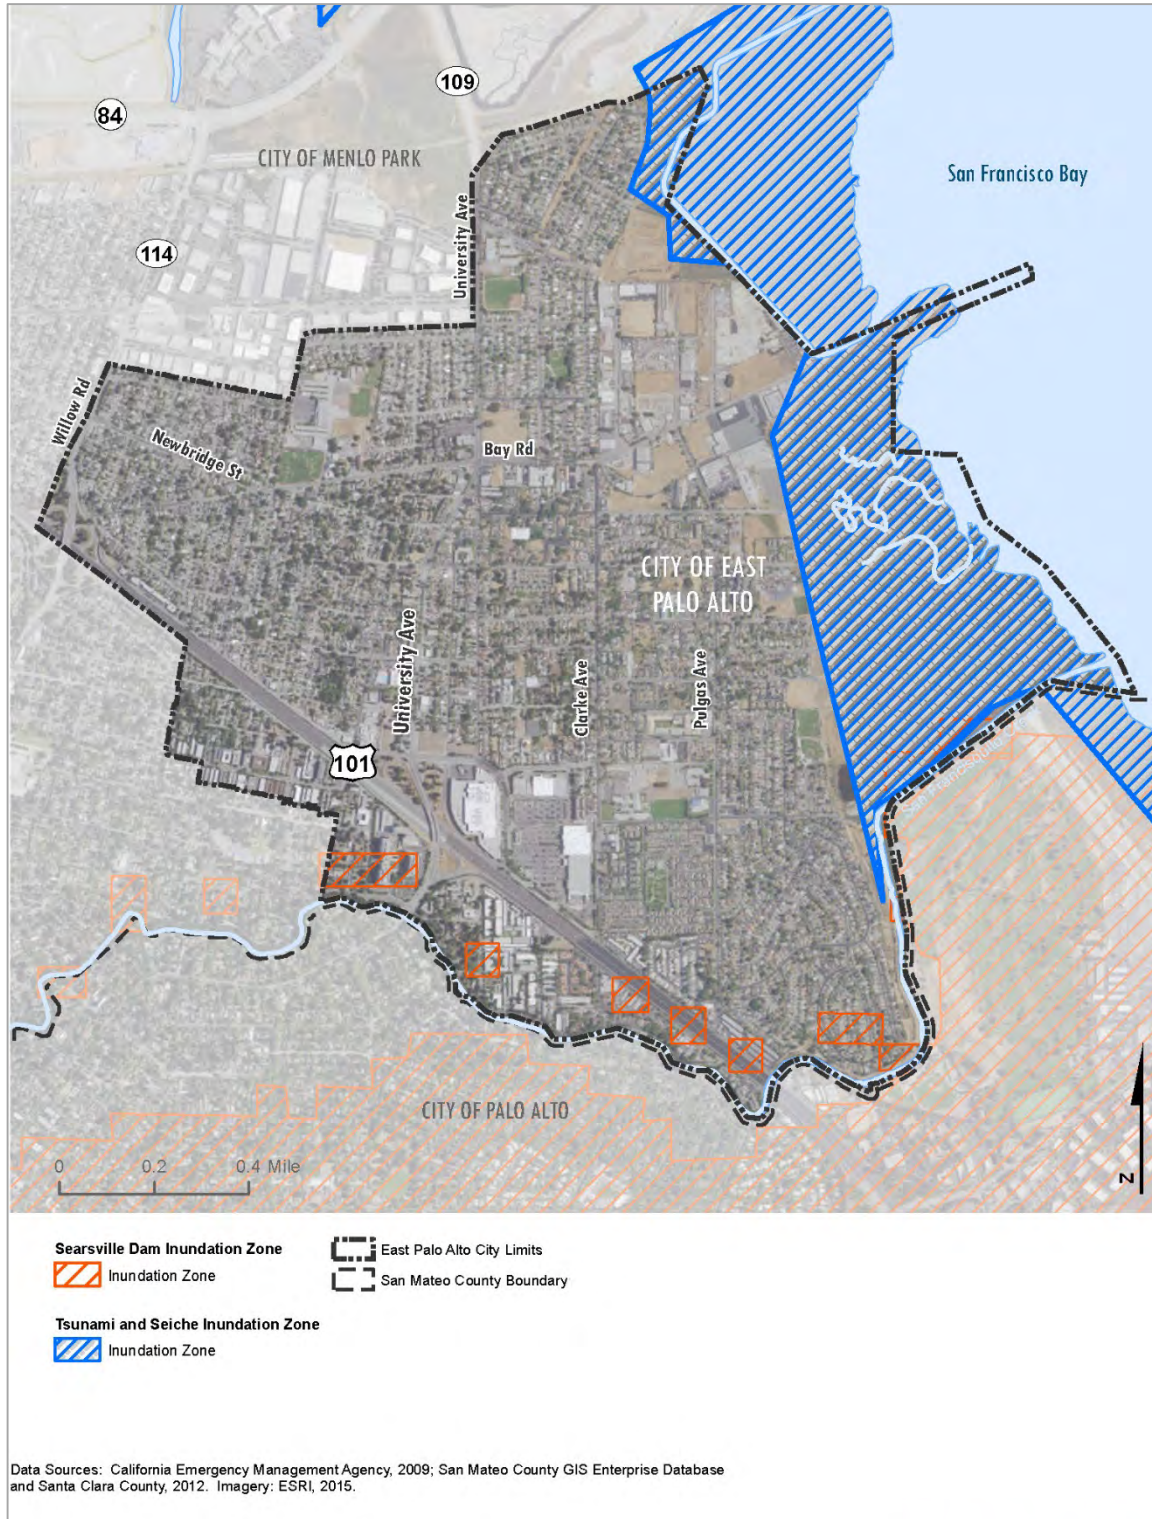 109
84
CITY OF MENLO PARK
San Francisco Bay
University Ave
114
Willow Rd
Newbridge St
Bay Rd
CITY OF EAST
PALO ALTO
University Ave
Clarke Ave
Pulgas Ave
101
San Francisquito
CITY OF PALO ALTO
0 0.2 0.4 Mile
N
Searsville Dam Inundation Zone
Inundation Zone
East Palo Alto City Limits
San Mateo County Boundary
Tsunami and Seiche Inundation Zone
Inundation Zone
Data Sources: California Emergency Management Agency, 2009; San Mateo County GIS Enterprise Database
and Santa Clara County, 2012. Imagery: ESRI, 2015.